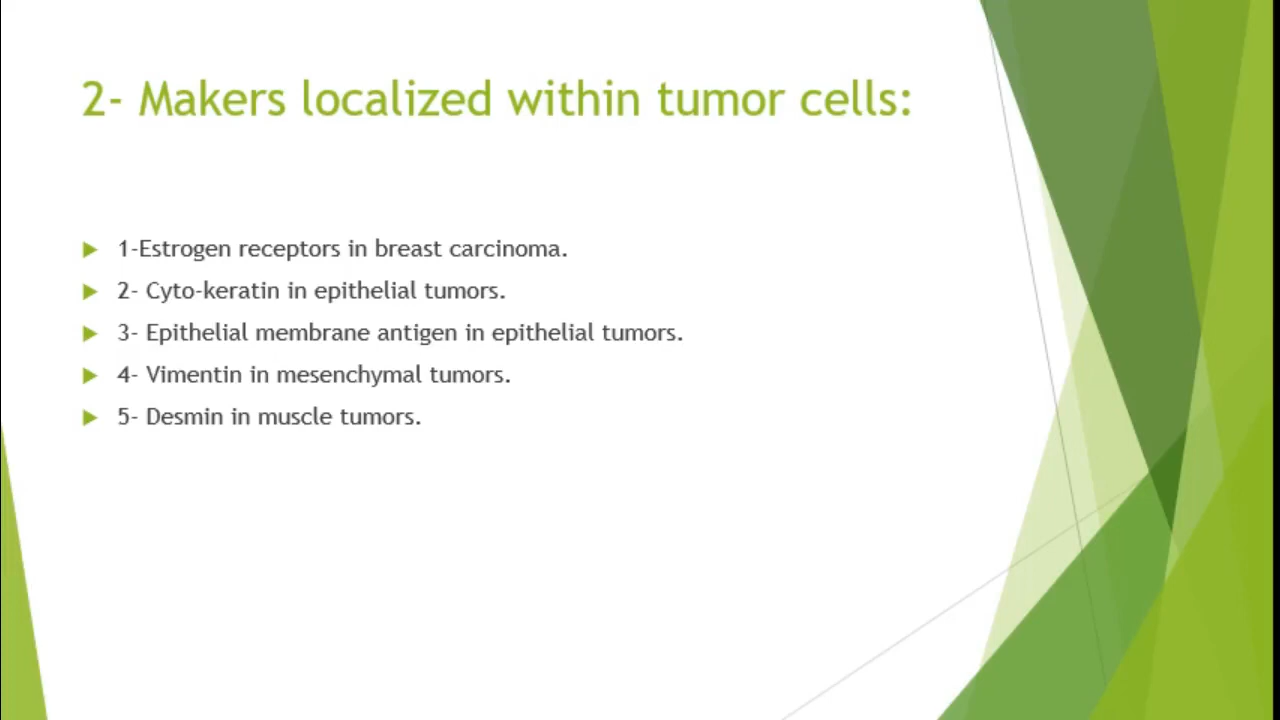 2- Makers localized within tumor cells:
1-Estrogen receptors in breast carcinoma.
2- Cyto-keratin in epithelial tumors.
3- Epithelial membrane antigen in epithelial tumors.
4- Vimentin in mesenchymal tumors.
5- Desmin in muscle tumors.